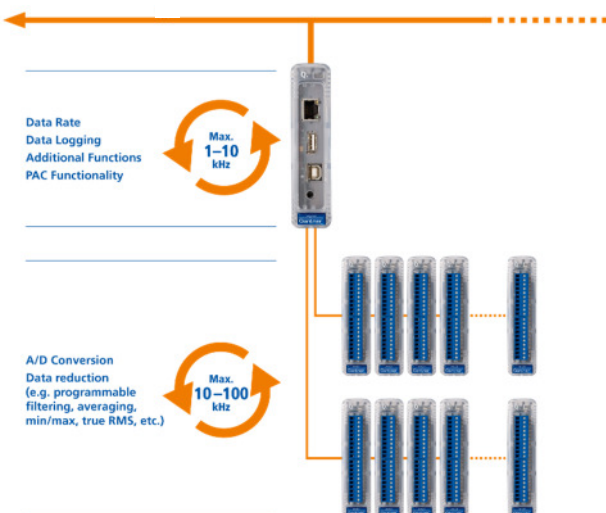 Data Rate
Data Logging
Additional Functions
PAC Functionality
Max.
1–10
kHz
A/D Conversion
Data reduction
(e.g. programmable
filtering, averaging,
min/max, true RMS, etc.)
Max.
10–100
kHz